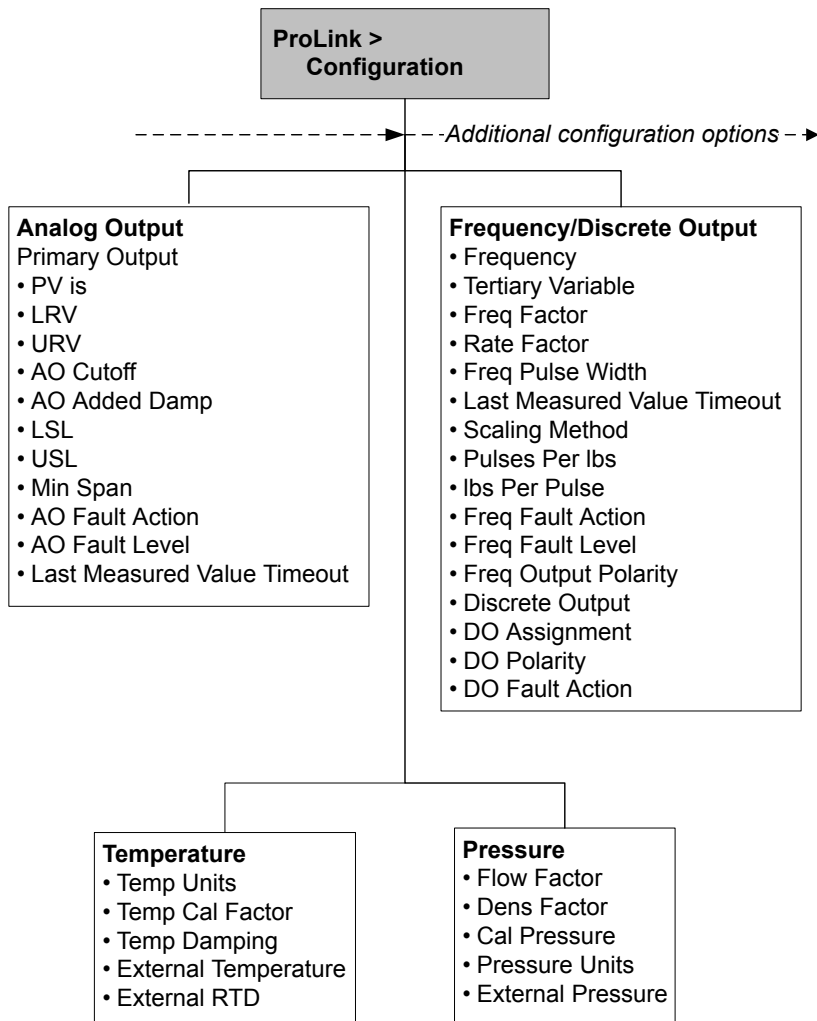 ProLink >
Configuration
Additional configuration options
Analog Output
Primary Output
• PV is
• LRV
• URV
• AO Cutoff
• AO Added Damp
• LSL
• USL
• Min Span
• AO Fault Action
• AO Fault Level
• Last Measured Value Timeout
Frequency/Discrete Output
• Frequency
• Tertiary Variable
• Freq Factor
• Rate Factor
• Freq Pulse Width
• Last Measured Value Timeout
• Scaling Method
• Pulses Per lbs
• lbs Per Pulse
• Freq Fault Action
• Freq Fault Level
• Freq Output Polarity
• Discrete Output
• DO Assignment
• DO Polarity
• DO Fault Action
Temperature
• Temp Units
• Temp Cal Factor
• Temp Damping
• External Temperature
• External RTD
Pressure
• Flow Factor
• Dens Factor
• Cal Pressure
• Pressure Units
• External Pressure